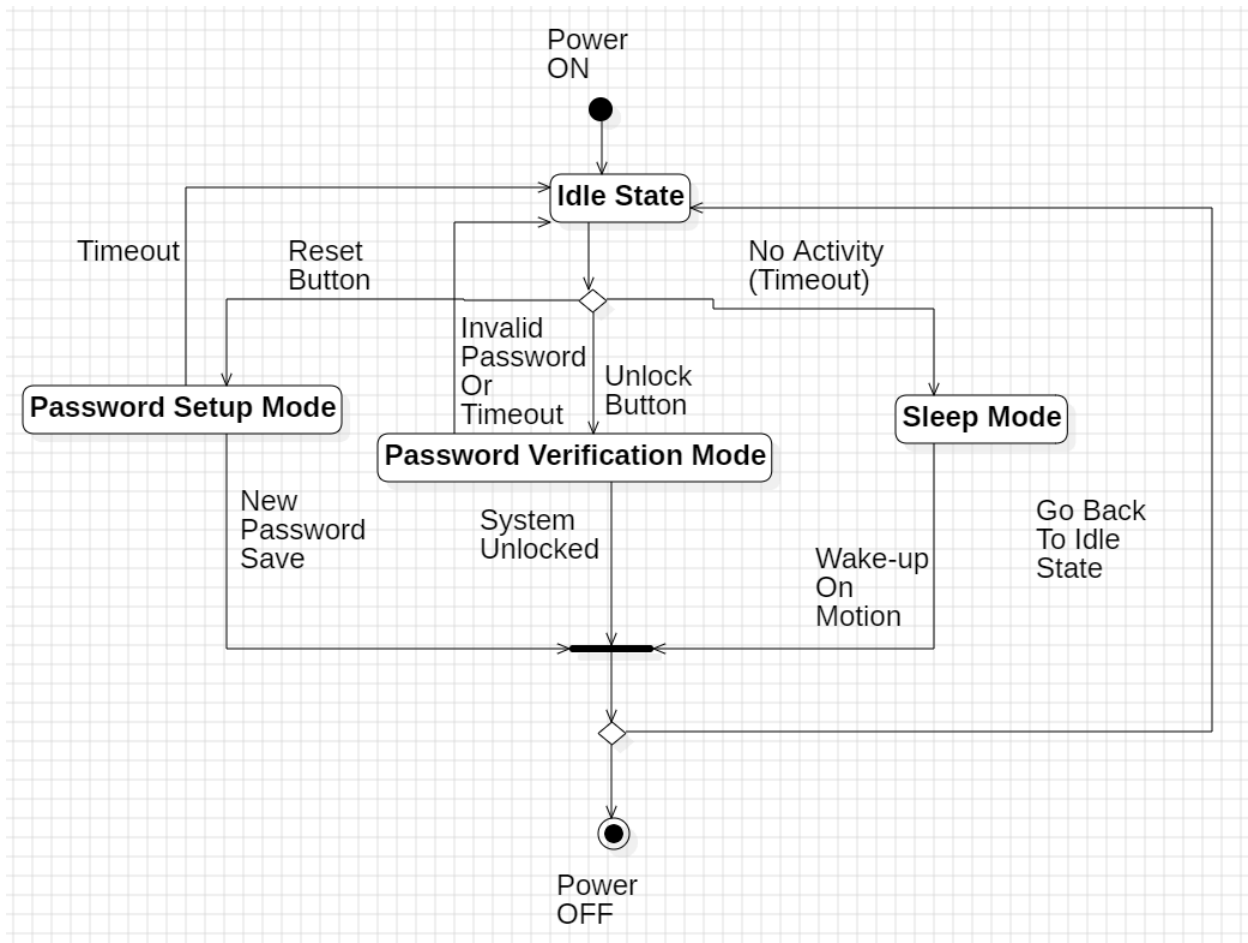 Power
ON
Idle State
Timeout
Reset
Button
No Activity
(Timeout)
Invalid
Password
Or
Timeout
Unlock
Button
Password Setup Mode
Sleep Mode
Password Verification Mode
New
Password
Save
System
Unlocked
Wake-up
On
Motion
Go Back
To Idle
State
Power
OFF